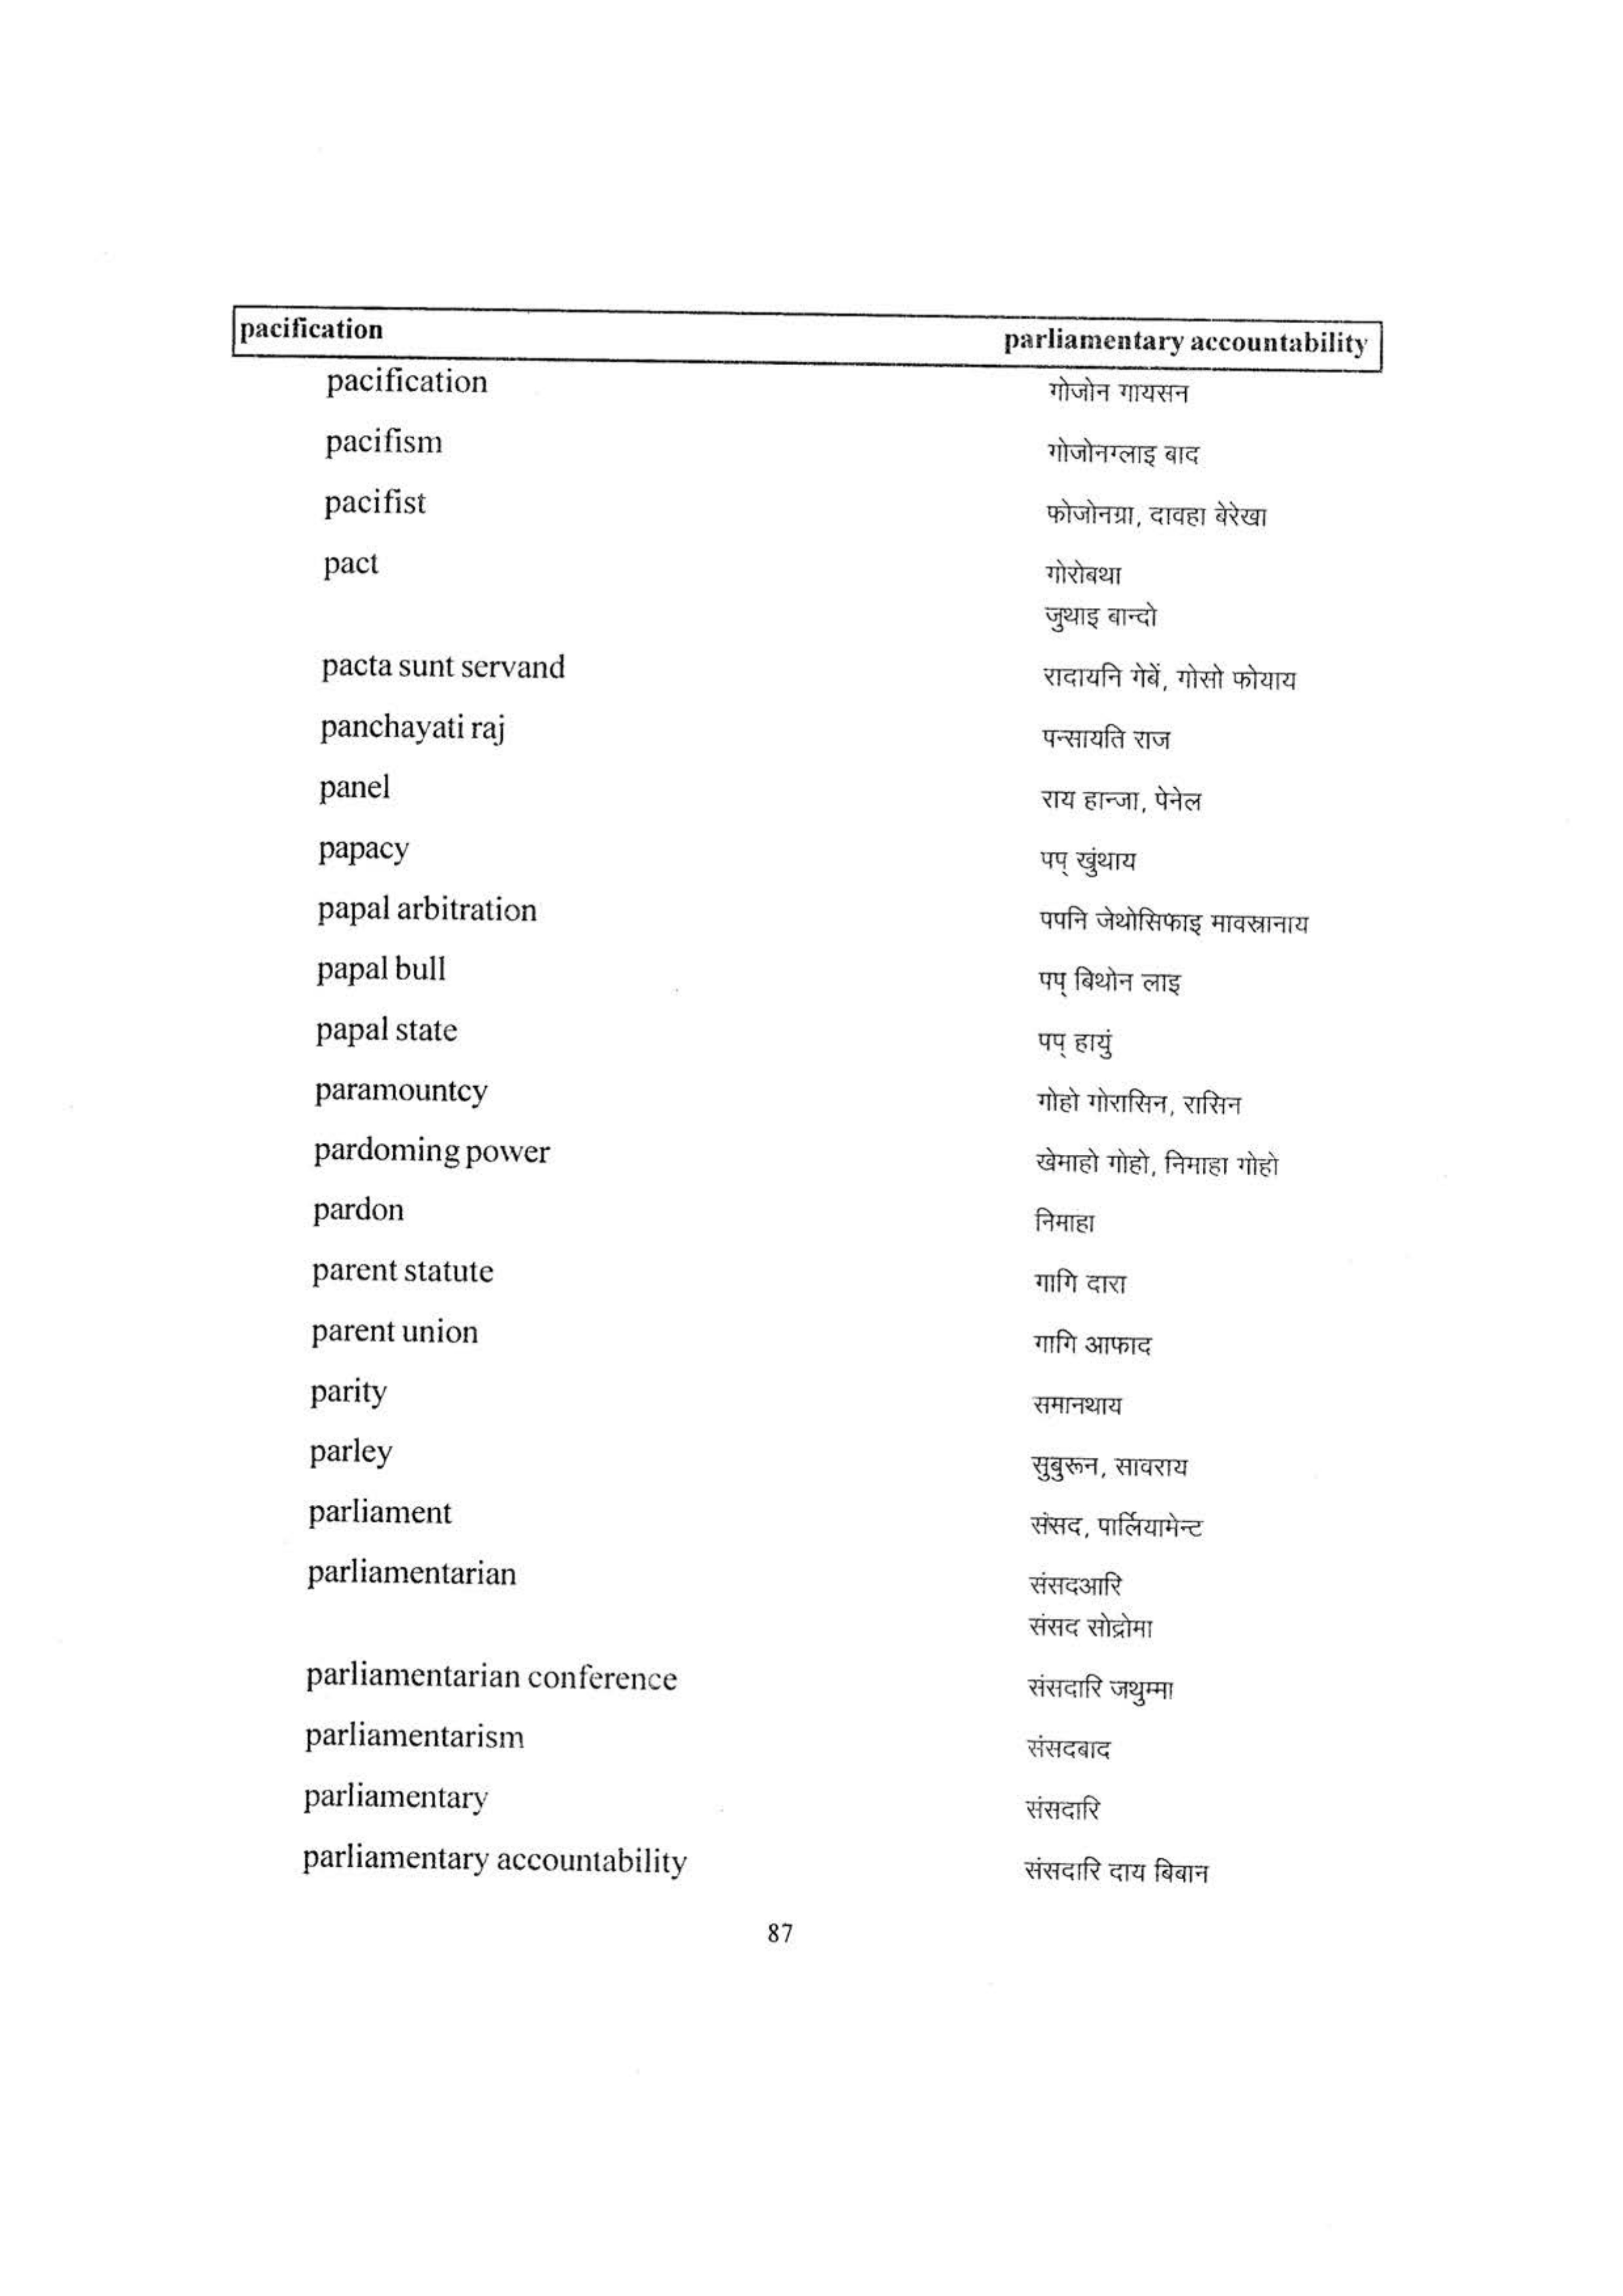 pacification parliamentary accountability
pacification गोजोन गायसन
pacifism गोजोनग्लाइ बाद
pacifist फोजोनग्रा, दावहा बेरेखा
pact गोरोबथा
जुथाइ बान्दो
pacta sunt servand रादायनि गेबें, गोसो फोयाय
panchayati raj पन्सायति राज
panel राय हान्जा, पेनेल
papacy पप् खुंथाय
papal arbitration पपनि जेथोसिफाइ मावस्रानाय
papal bull पप् बिथोन लाइ
papal state पप् हायुं
paramountcy गोहो गोरासिन, रासिन
pardoming power खेमाहो गोहो, निमाहा गोहो
pardon निमाहा
parent statute गागि दारा
parent union गागि आफाद
parity समानथाय
parley सुबुरून, सावराय
parliament संसद, पार्लियामेन्ट
parliamentarian संसदआरि
संसद सोद्रोमा
parliamentarian conference संसदारि जथुम्मा
parliamentarism संसदबाद
parliamentary संसदारि
parliamentary accountability संसदारि दाय बिबान
87